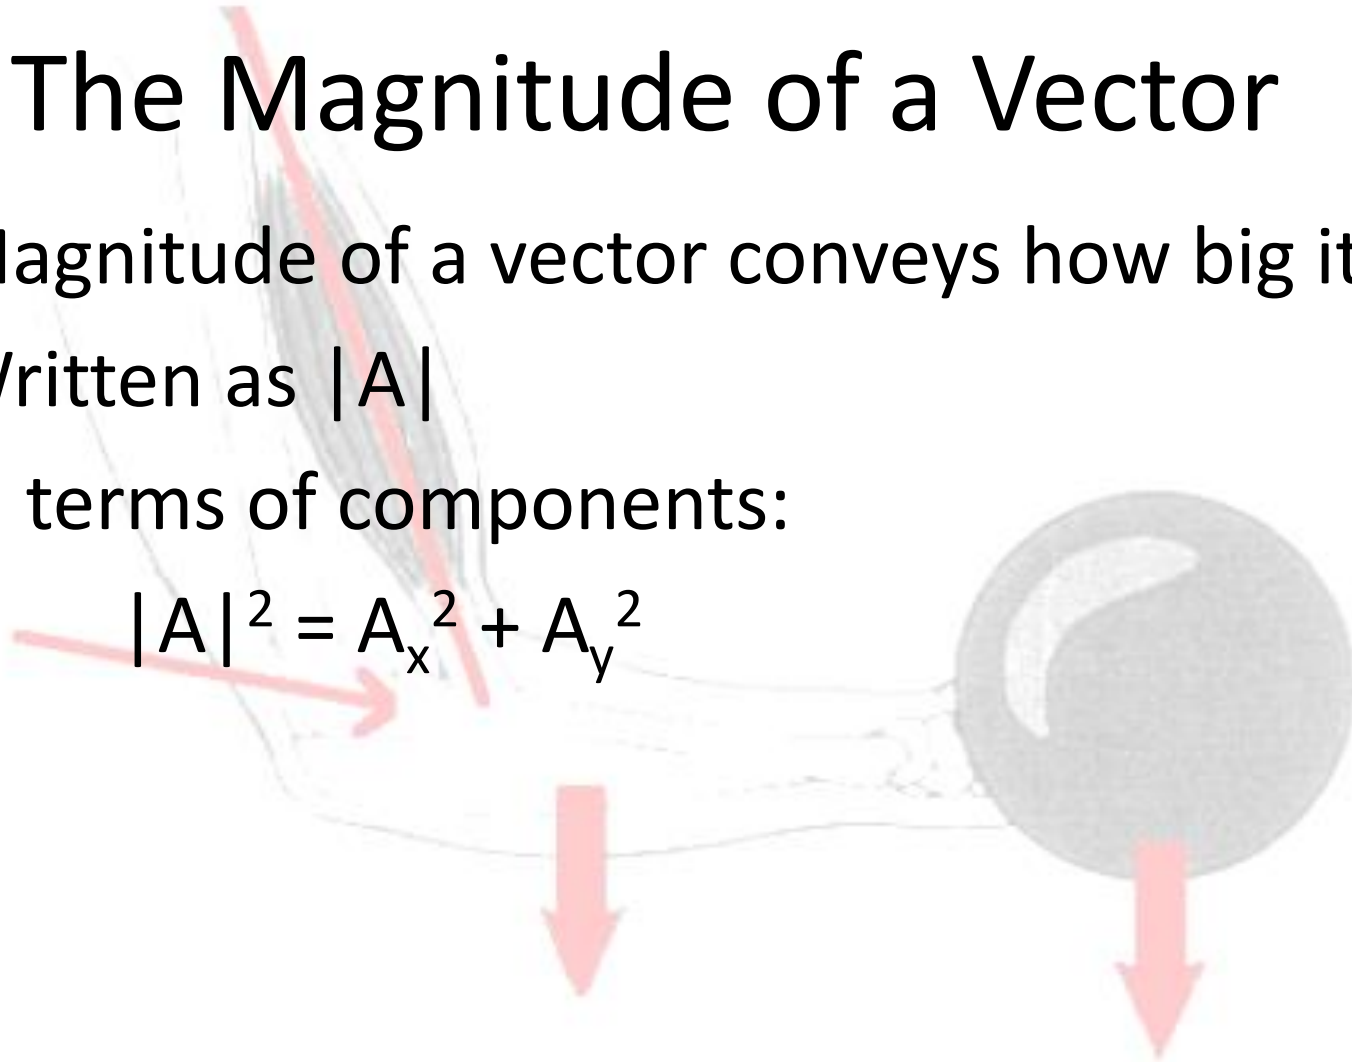 The Magnitude of a Vector
agnitude of a vector conveys how big it
ritten as |A|
terms of components:
|A|² = Aₓ² + Aᵧ²